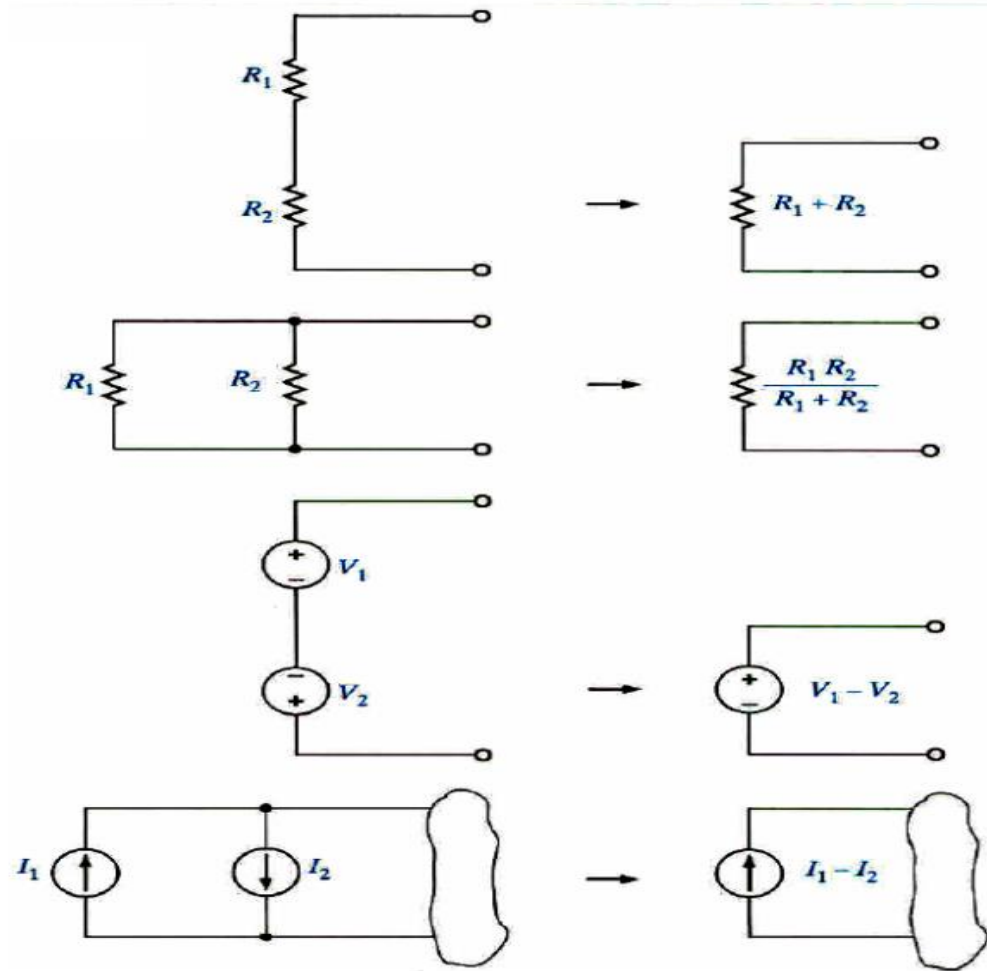 R₁
R₂
R₁ + R₂
R₁
R₂
R₁ R₂
R₁ + R₂
+
−
V₁
−
+
V₂
+
−
V₁ − V₂
I₁
I₂
I₁ − I₂